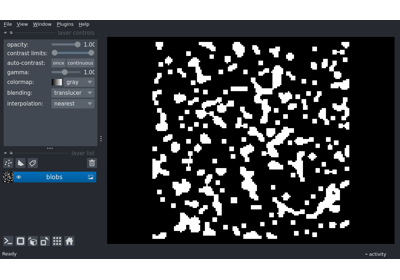 File View Window Plugins Help
layer controls
opacity: 1.00
contrast limits:
auto-contrast: once continuous
gamma: 1.00
colormap: gray
blending: translucer
interpolation: nearest
layer list
blobs
Ready
activity